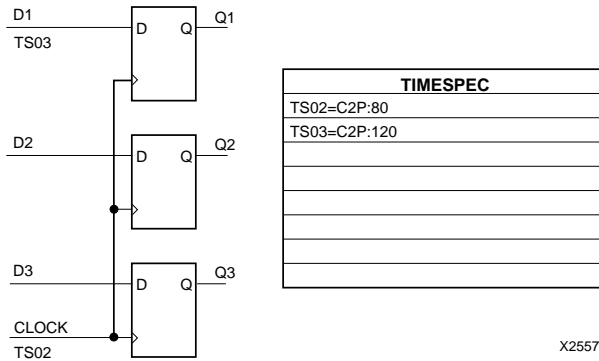 D1
TS03
D Q
Q1
D2
D Q
Q2
D3
D Q
Q3
CLOCK
TS02
TIMESPEC
TS02=C2P:80
TS03=C2P:120
X2557